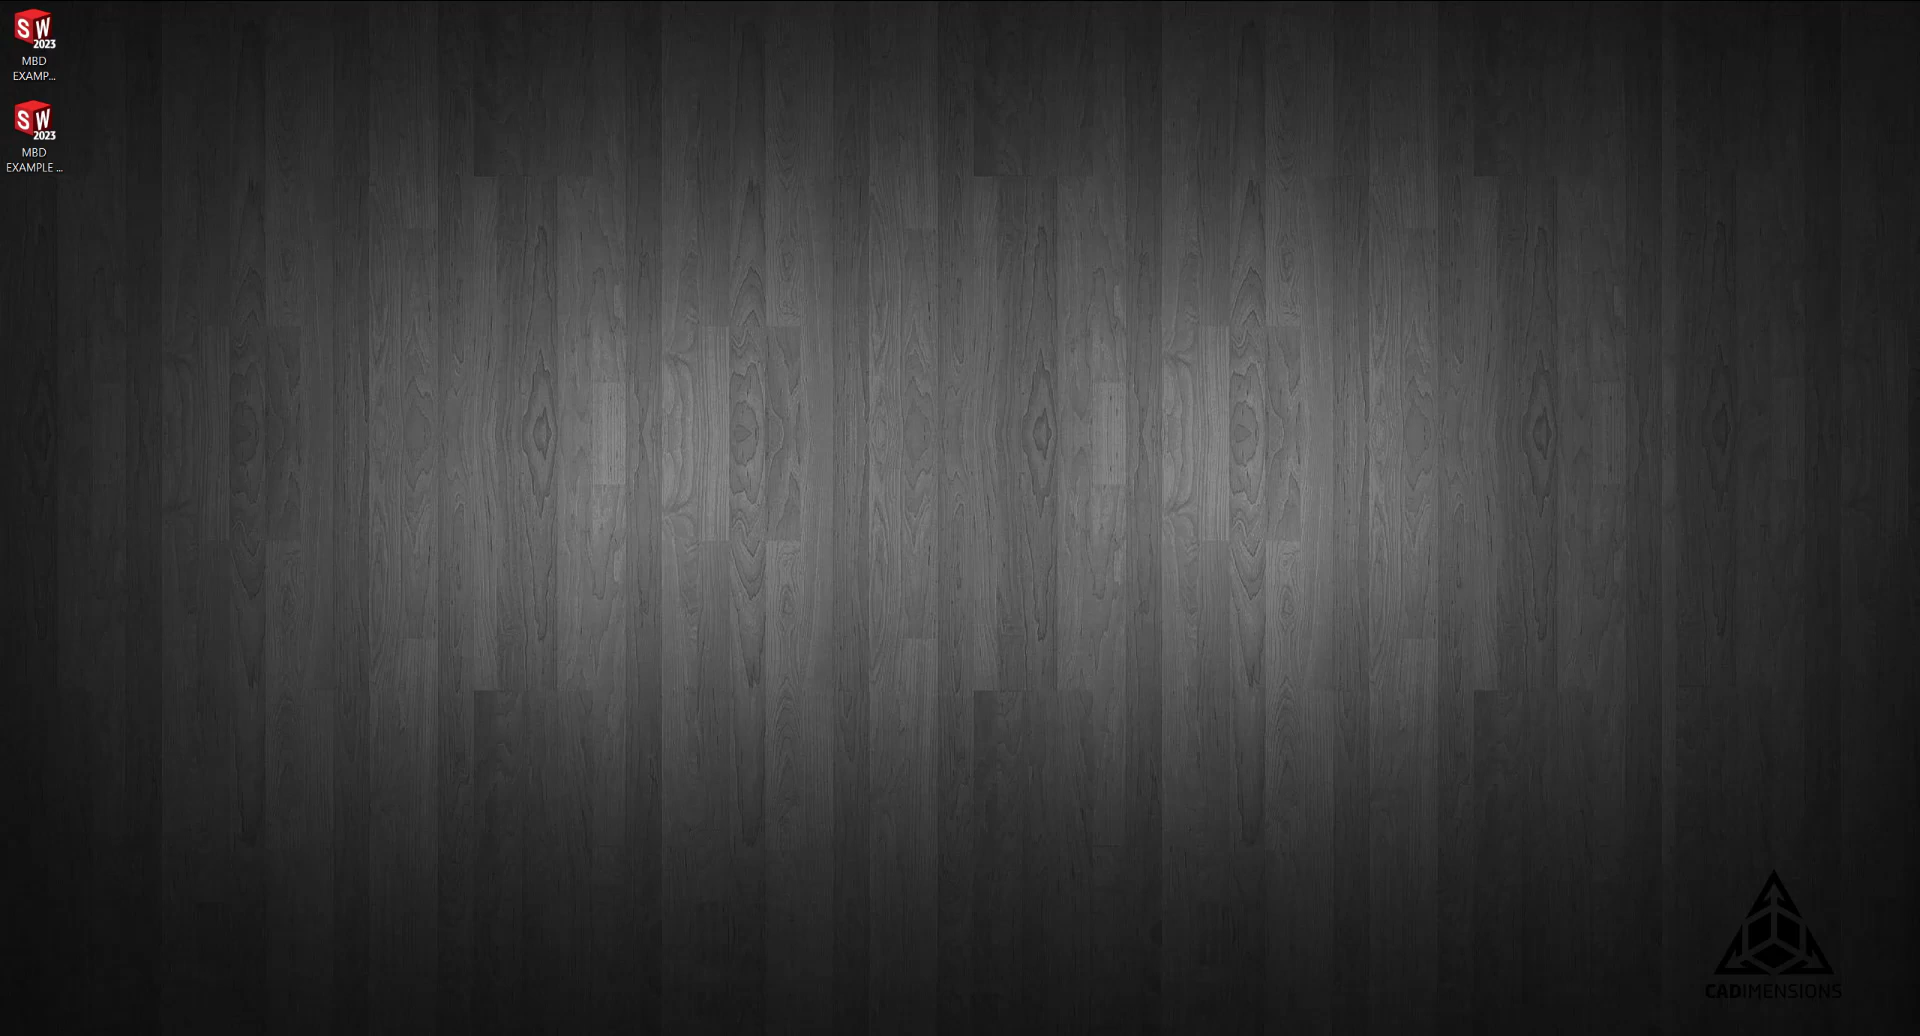 SW
2023
MBD
EXAMP...
SW
2023
MBD
EXAMPLE ...
CADIMENSIONS